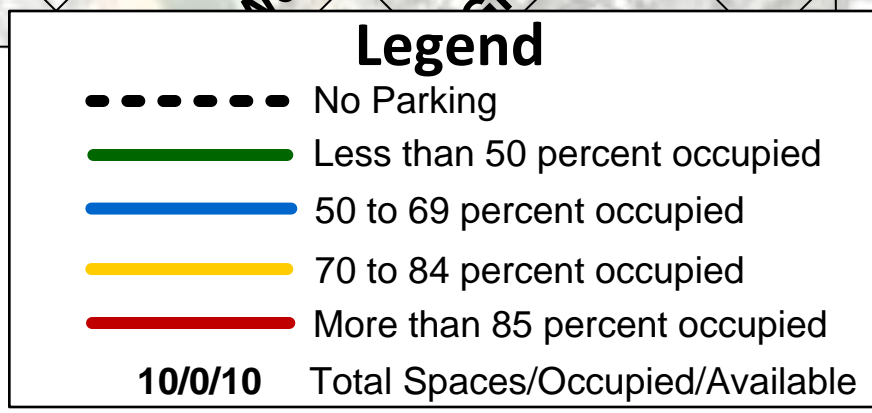 Legend
No Parking
Less than 50 percent occupied
50 to 69 percent occupied
70 to 84 percent occupied
More than 85 percent occupied
10/0/10 Total Spaces/Occupied/Available